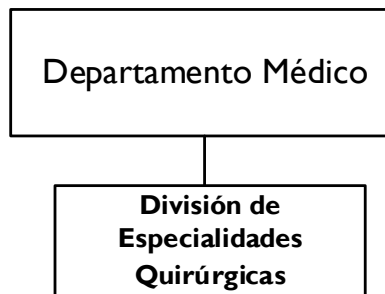 Departamento Médico
División de
Especialidades
Quirúrgicas